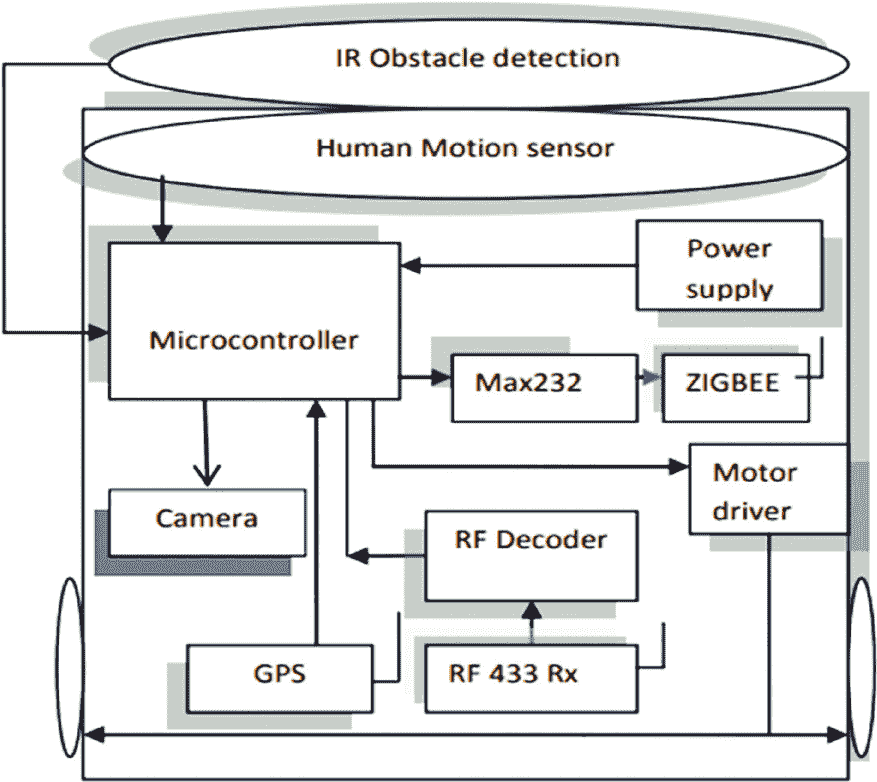 IR Obstacle detection
Human Motion sensor
Power
supply
Microcontroller
Max232
ZIGBEE
Motor
driver
Camera
RF Decoder
GPS
RF 433 Rx